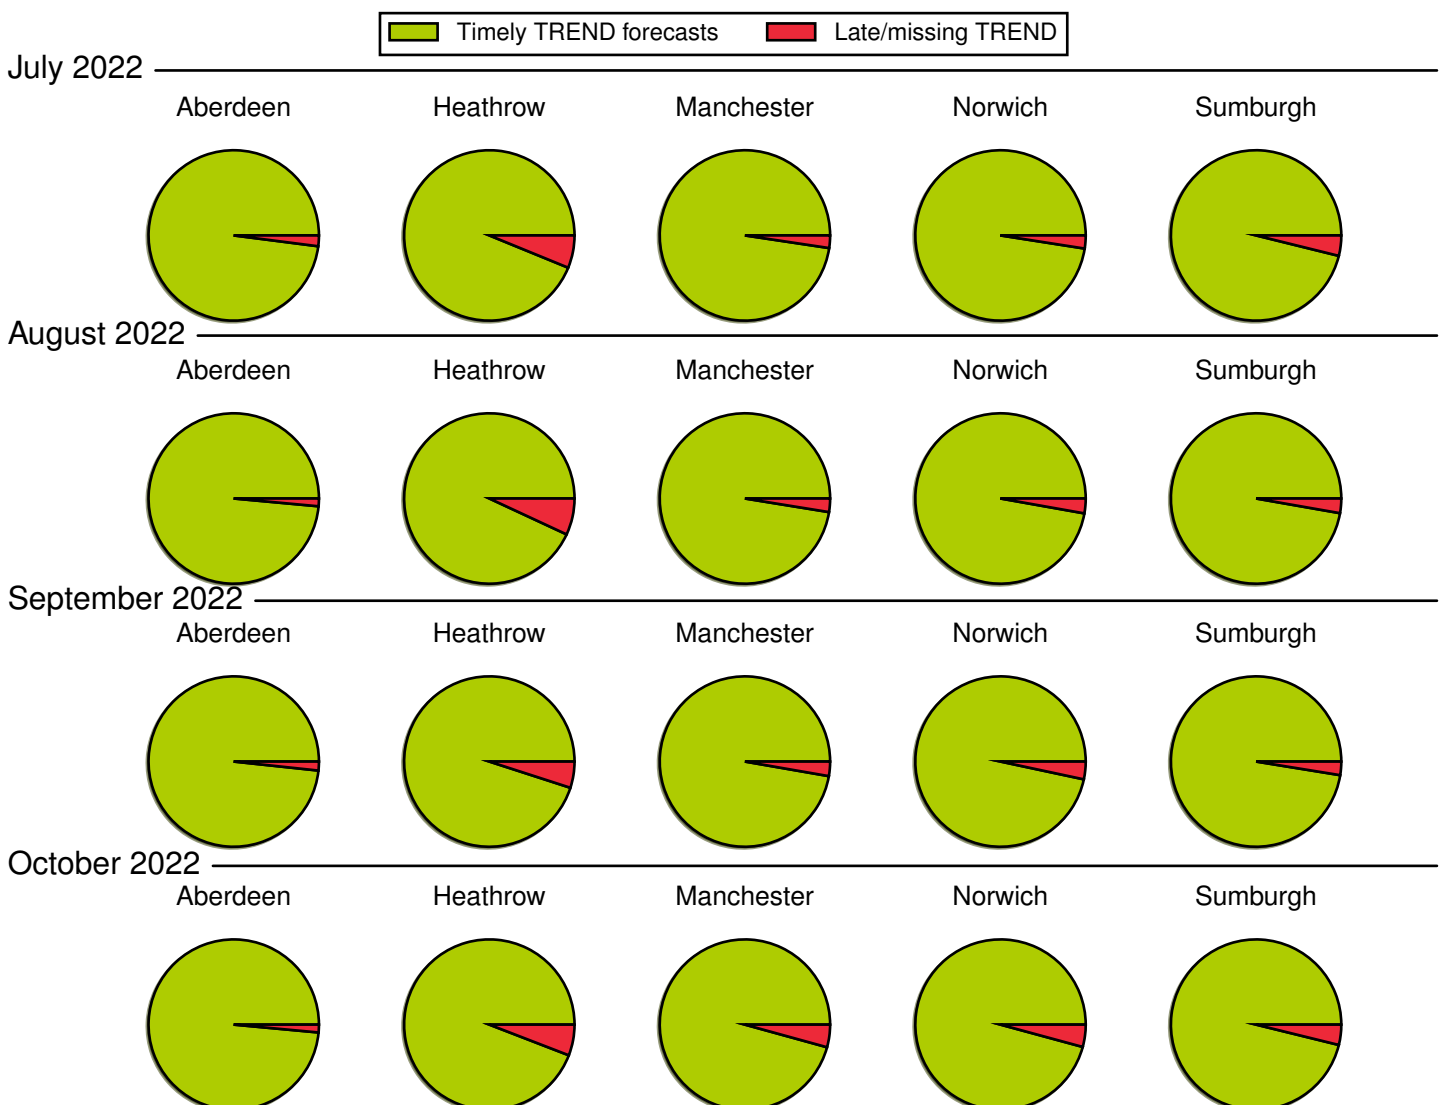 Timely TREND forecasts Late/missing TREND
July 2022
Aberdeen Heathrow Manchester Norwich Sumburgh
August 2022
Aberdeen Heathrow Manchester Norwich Sumburgh
September 2022
Aberdeen Heathrow Manchester Norwich Sumburgh
October 2022
Aberdeen Heathrow Manchester Norwich Sumburgh